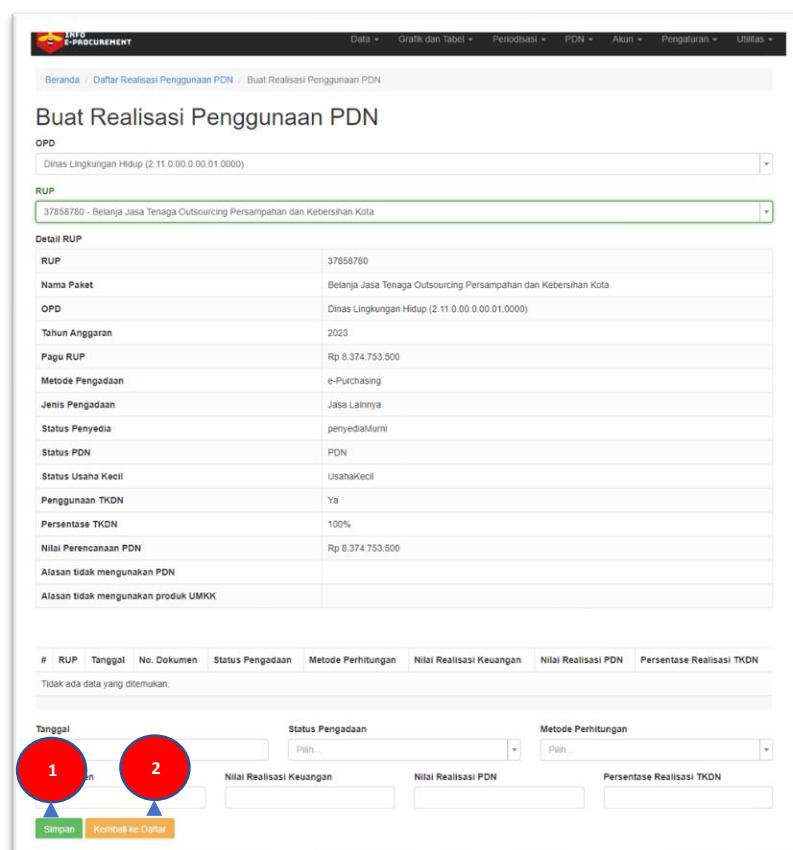 INFO
E-PROCUREMENT
Data Grafik dan Tabel Periodisasi PDN Akun Pengaturan Utilitas
Beranda / Daftar Realisasi Penggunaan PDN / Buat Realisasi Penggunaan PDN
Buat Realisasi Penggunaan PDN
OPD
Dinas Lingkungan Hidup (2.11.0.00.0.00.01.0000)
RUP
37858780 - Belanja Jasa Tenaga Outsourcing Persampahan dan Kebersihan Kota
Detail RUP
RUP 37858780
Nama Paket Belanja Jasa Tenaga Outsourcing Persampahan dan Kebersihan Kota
OPD Dinas Lingkungan Hidup (2.11.0.00.0.00.01.0000)
Tahun Anggaran 2023
Pagu RUP Rp 8.374.753.500
Metode Pengadaan e-Purchasing
Jenis Pengadaan Jasa Lainnya
Status Penyedia penyediaMurni
Status PDN PDN
Status Usaha Kecil UsahaKecil
Penggunaan TKDN Ya
Persentase TKDN 100%
Nilai Perencanaan PDN Rp 8.374.753.500
Alasan tidak mengunakan PDN
Alasan tidak mengunakan produk UMKK
# RUP Tanggal No. Dokumen Status Pengadaan Metode Perhitungan Nilai Realisasi Keuangan Nilai Realisasi PDN Persentase Realisasi TKDN
Tidak ada data yang ditemukan.
Tanggal Status Pengadaan Metode Perhitungan
Pilih... Pilih...
1 2
en Nilai Realisasi Keuangan Nilai Realisasi PDN Persentase Realisasi TKDN
Simpan Kembali ke Daftar